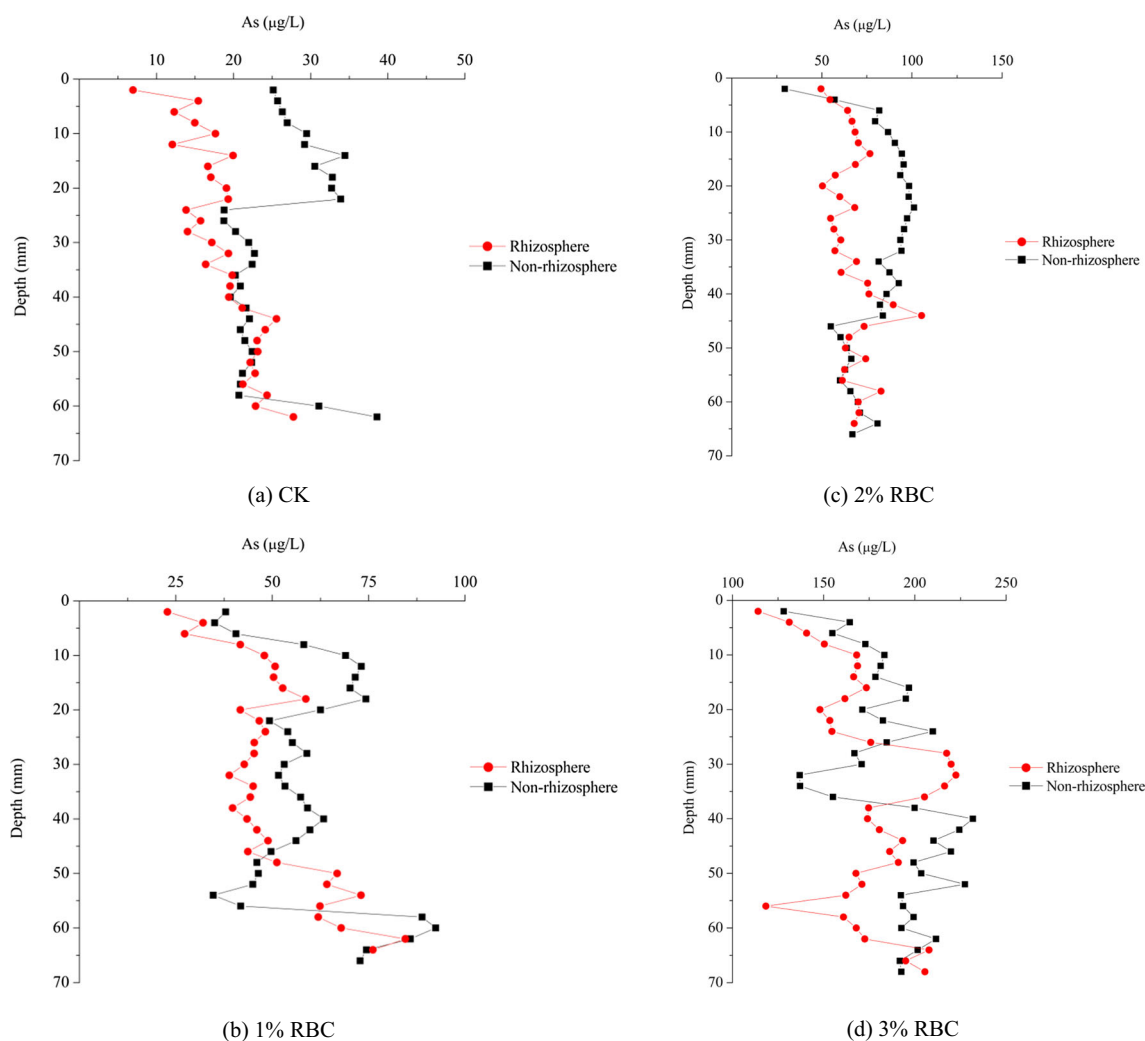 As (μg/L)
10 20 30 40 50
0
10
20
30
40
50
60
70
Depth (mm)
Rhizosphere
Non-rhizosphere
(a) CK
As (μg/L)
50 100 150
0
10
20
30
40
50
60
70
Depth (mm)
Rhizosphere
Non-rhizosphere
(c) 2% RBC
As (μg/L)
25 50 75 100
0
10
20
30
40
50
60
70
Depth (mm)
Rhizosphere
Non-rhizosphere
(b) 1% RBC
As (μg/L)
100 150 200 250
0
10
20
30
40
50
60
70
Depth (mm)
Rhizosphere
Non-rhizosphere
(d) 3% RBC